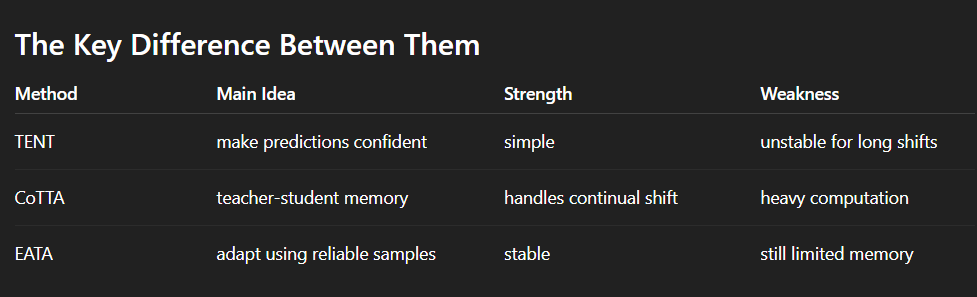 The Key Difference Between Them
Method Main Idea Strength Weakness
TENT make predictions confident simple unstable for long shifts
CoTTA teacher-student memory handles continual shift heavy computation
EATA adapt using reliable samples stable still limited memory